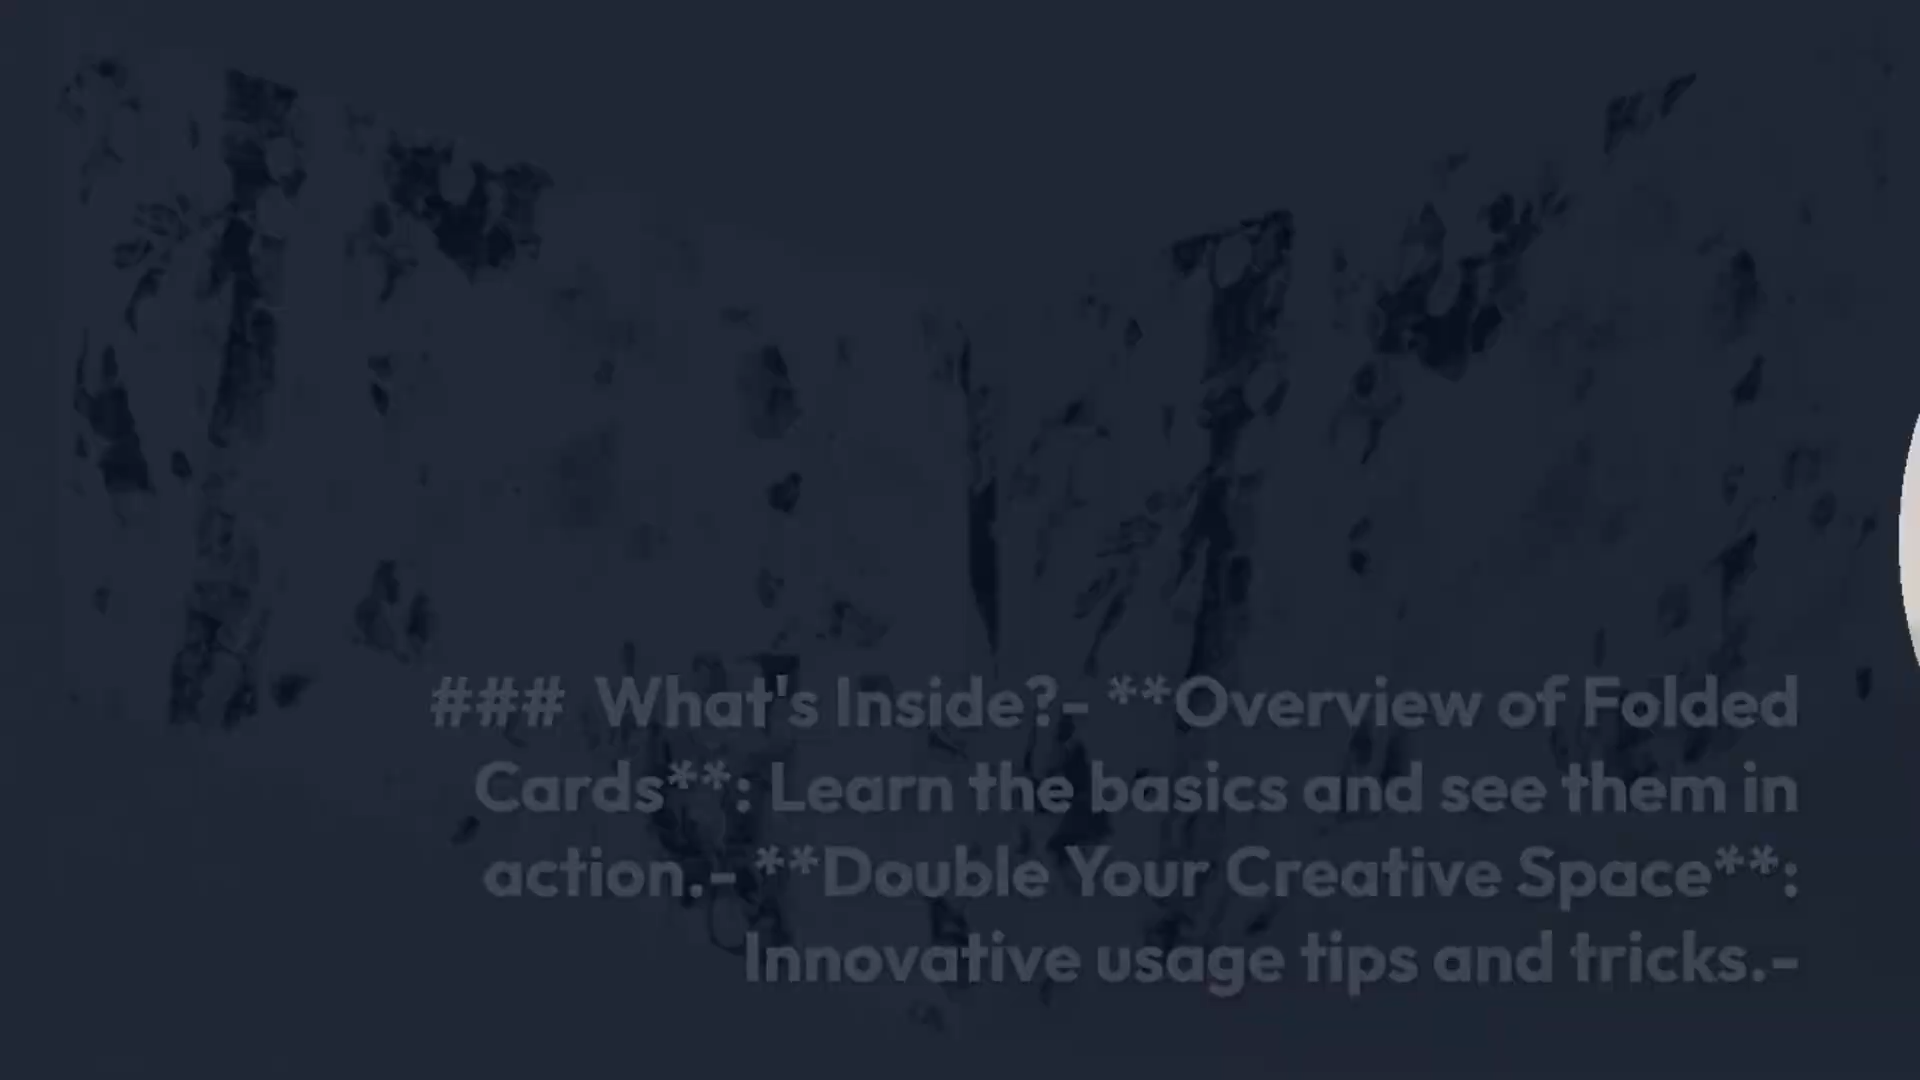 ### What's Inside?- **Overview of Folded
Cards**: Learn the basics and see them in
action.- **Double Your Creative Space**:
Innovative usage tips and tricks.-